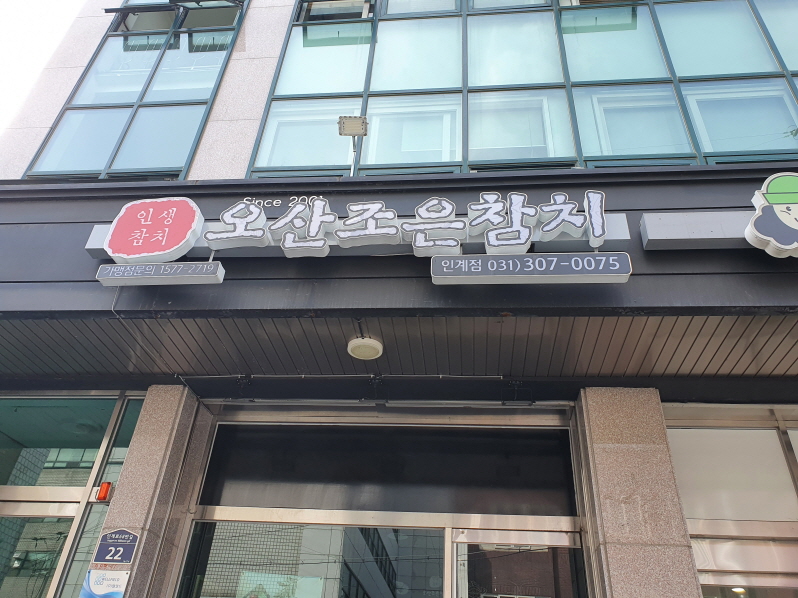 Since 200
인생
참치
오산조은참치
가맹점문의 1577-2719
인계점 031) 307-0075
22